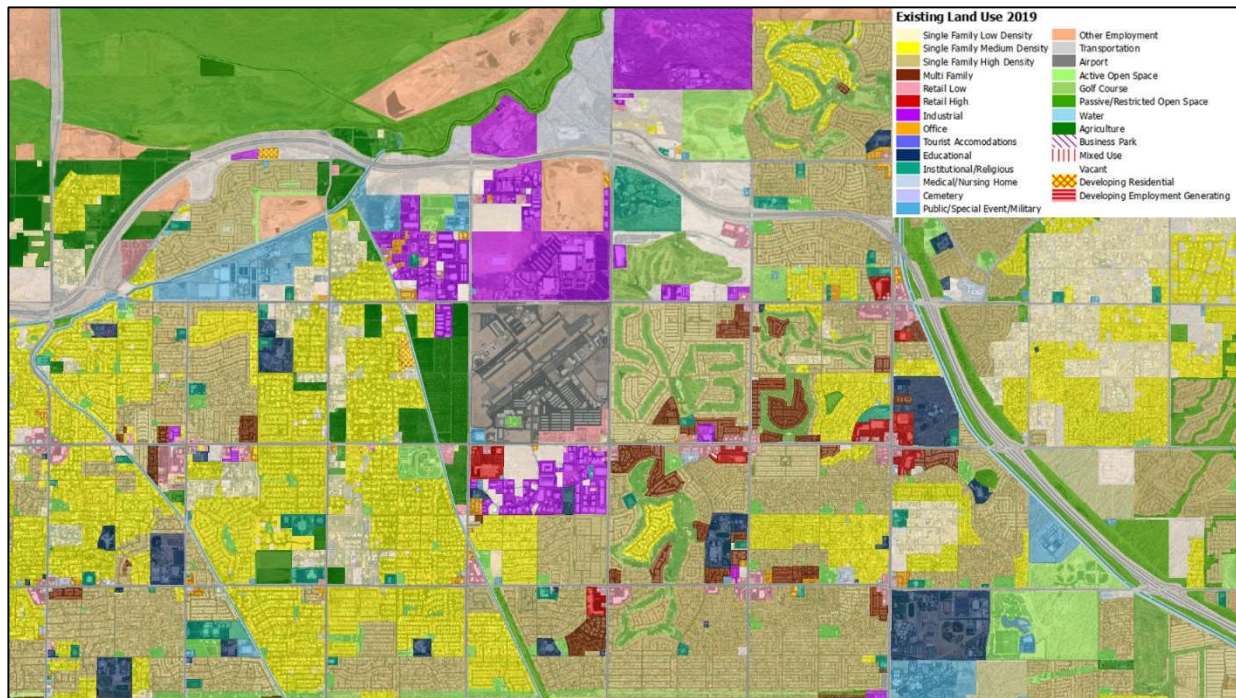 Existing Land Use 2019
Single Family Low Density
Single Family Medium Density
Single Family High Density
Multi Family
Retail Low
Retail High
Industrial
Office
Tourist Accomodations
Educational
Institutional/Religious
Medical/Nursing Home
Cemetery
Public/Special Event/Military
Other Employment
Transportation
Airport
Active Open Space
Golf Course
Passive/Restricted Open Space
Water
Agriculture
Business Park
Mixed Use
Vacant
Developing Residential
Developing Employment Generating